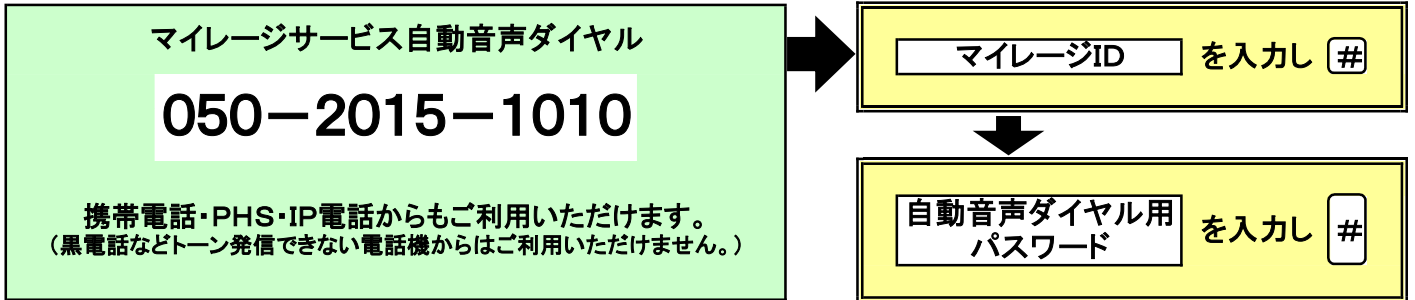 マイレージサービス自動音声ダイヤル
050－2015－1010
携帯電話・PHS・IP電話からもご利用いただけます。
（黒電話などトーン発信できない電話機からはご利用いただけません。）
マイレージID を入力し #
自動音声ダイヤル用
パスワード を入力し #